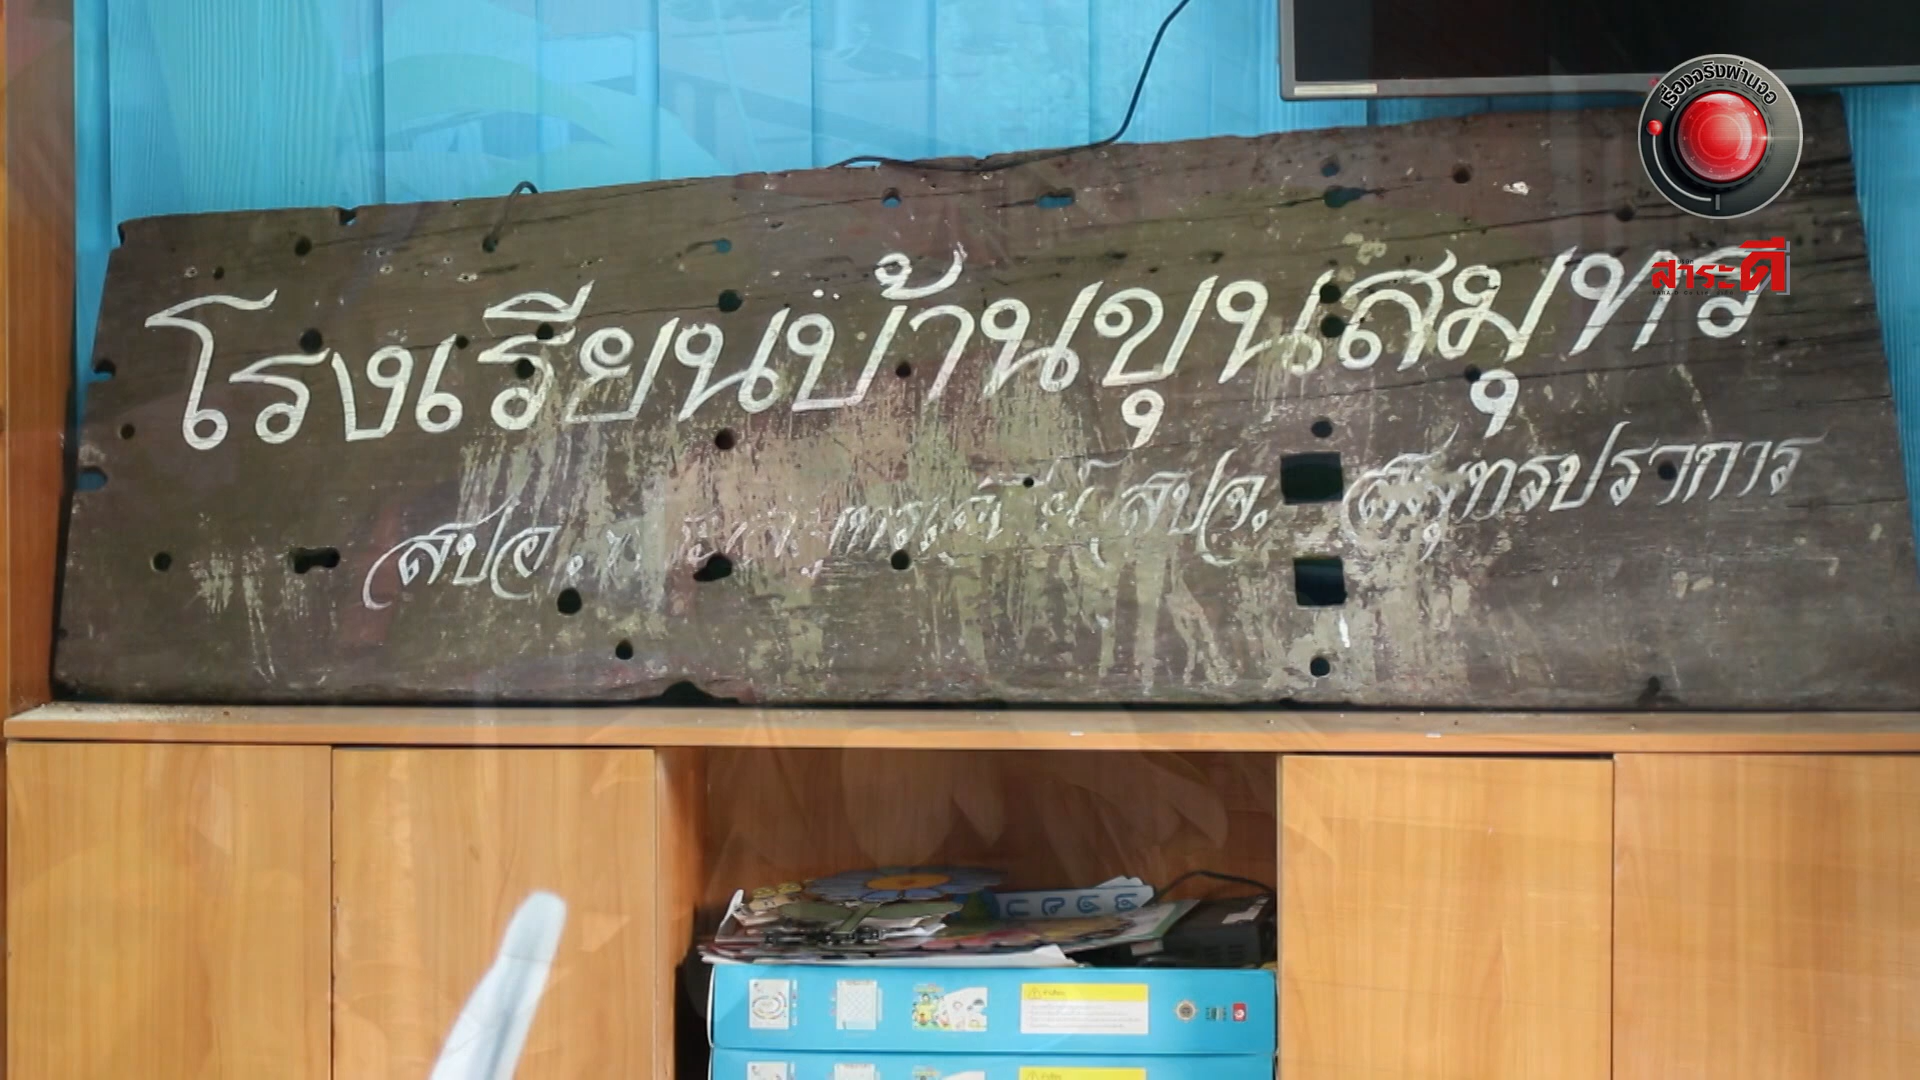 เรื่องจริงผ่านจอ
สาระดี
โรงเรียนบ้านขุนสมุทร
สปอ. สปจ. สมุทรปราการ